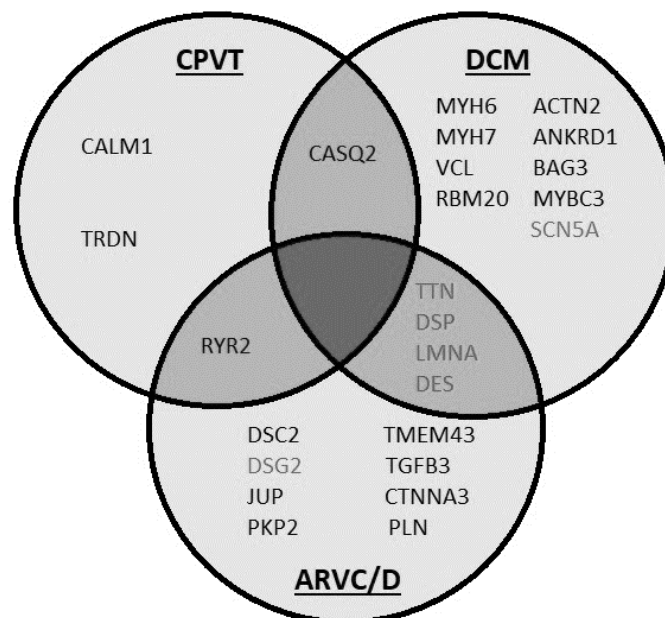 CPVT
DCM
CALM1
TRDN
CASQ2
MYH6 ACTN2
MYH7 ANKRD1
VCL BAG3
RBM20 MYBC3
SCN5A
RYR2
TTN
DSP
LMNA
DES
DSC2 TMEM43
DSG2 TGFB3
JUP CTNNA3
PKP2 PLN
ARVC/D